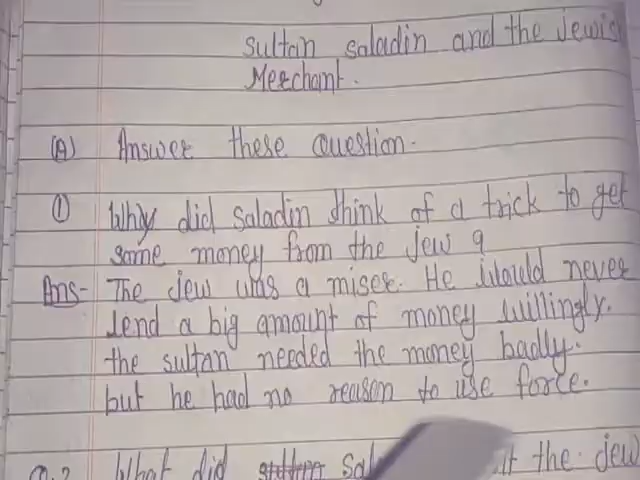 Sultan Saladin and the Jewish
Merchant.
(A) Answer these Question.
① Why did Saladin think of a trick to get
some money from the Jew ?
Ans- The Jew was a miser. He would never
lend a big amount of money willingly.
the sultan needed the money badly.
but he had no reason to use force.
What did the Jew